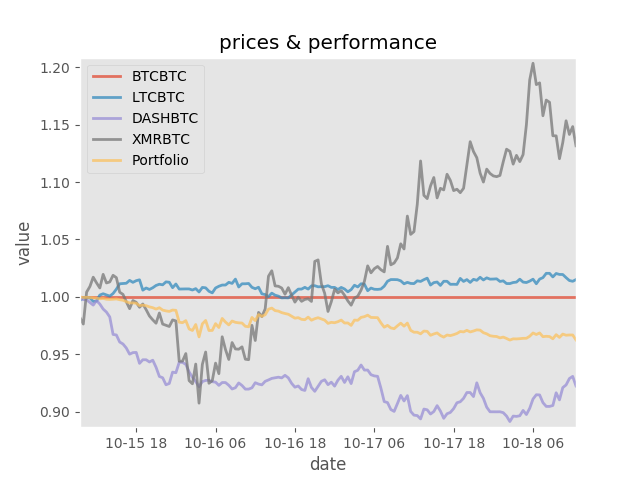 prices & performance
1.20
1.15
1.10
1.05
1.00
0.95
0.90
value
BTCBTC
LTCBTC
DASHBTC
XMRBTC
Portfolio
10-15 18 10-16 06 10-16 18 10-17 06 10-17 18 10-18 06
date